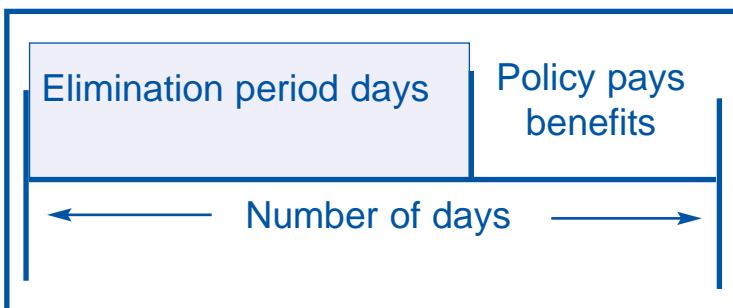 Elimination period days
Policy pays
benefits
Number of days